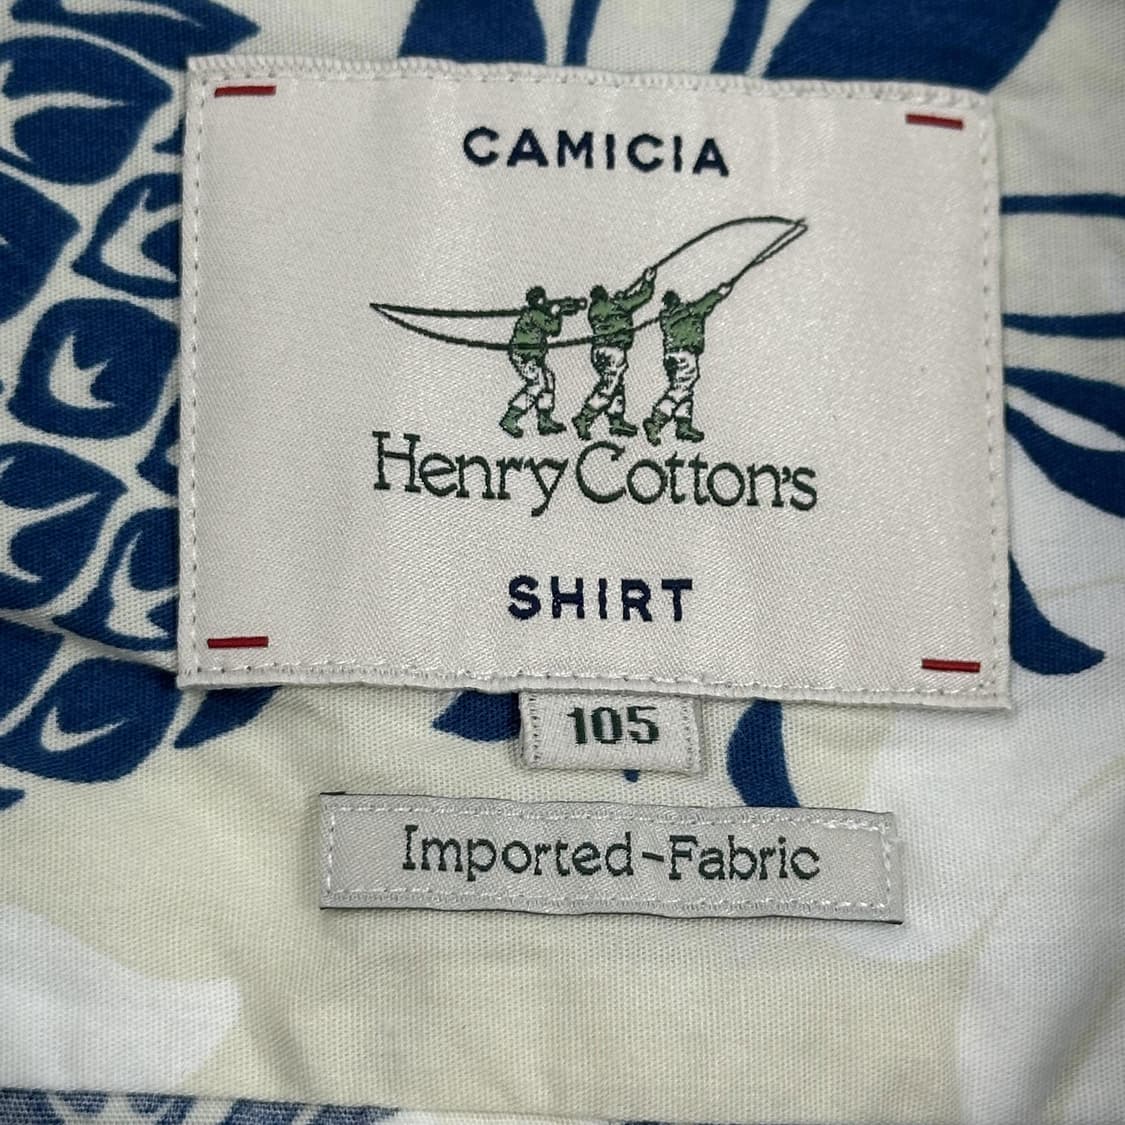 CAMICIA
Henry Cotton's
SHIRT
105
Imported-Fabric